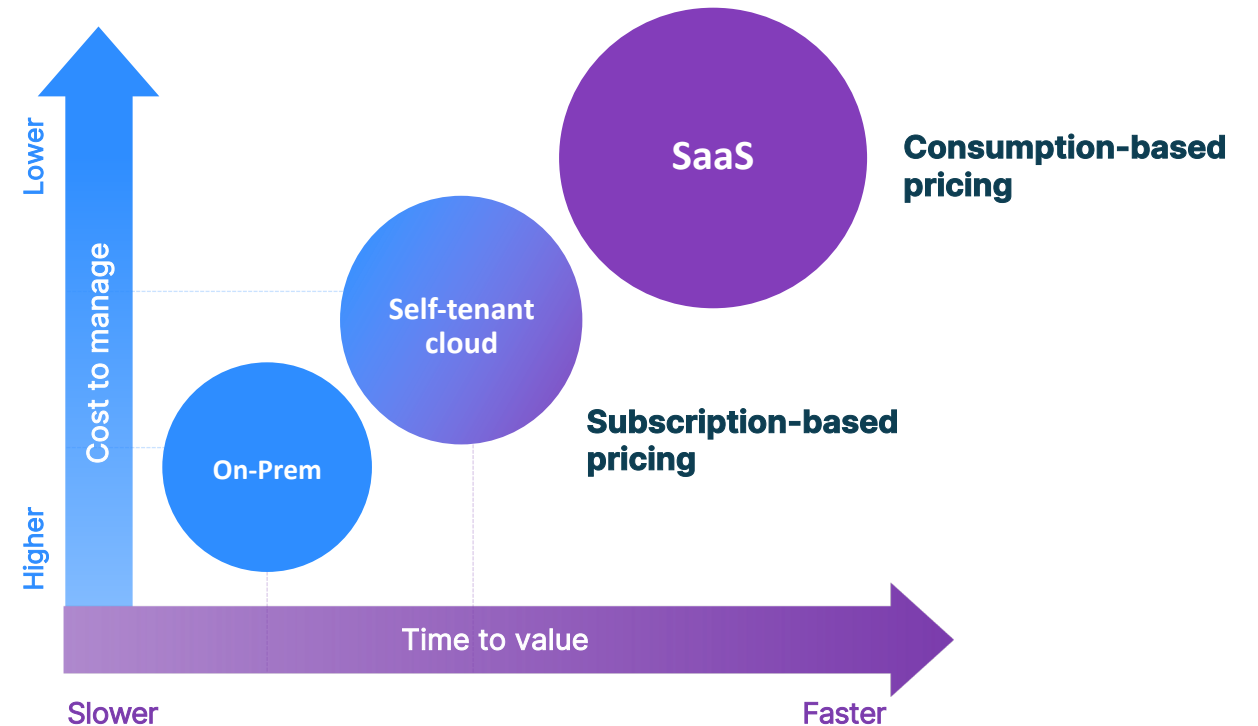 Lower
Cost to manage
Higher
SaaS
Consumption-based
pricing
Self-tenant
cloud
Subscription-based
pricing
On-Prem
Time to value
Slower
Faster